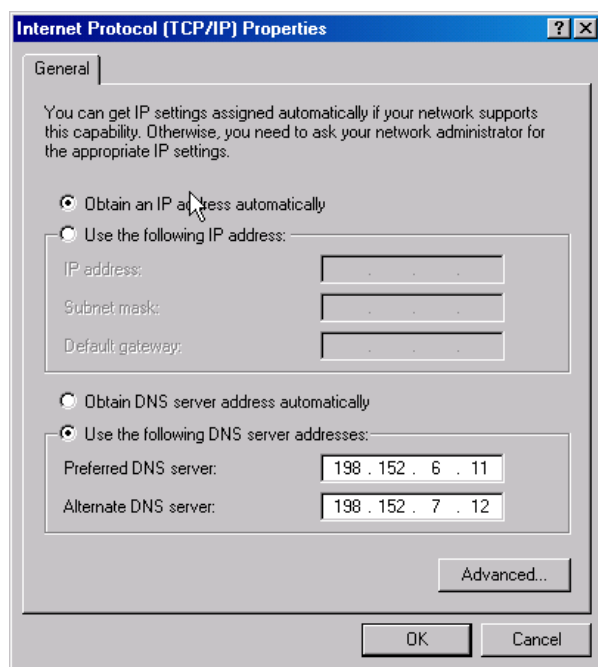 Internet Protocol (TCP/IP) Properties
General
You can get IP settings assigned automatically if your network supports
this capability. Otherwise, you need to ask your network administrator for
the appropriate IP settings.
Obtain an IP address automatically
Use the following IP address:
IP address:
Subnet mask:
Default gateway:
Obtain DNS server address automatically
Use the following DNS server addresses:
Preferred DNS server: 198 . 152 . 6 . 11
Alternate DNS server: 198 . 152 . 7 . 12
Advanced...
OK Cancel